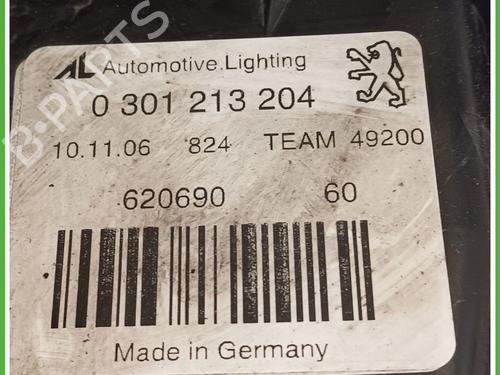 AL Automotive.Lighting
0 301 213 204
10.11.06 824 TEAM 49200
620690 60
Made in Germany
B-PARTS